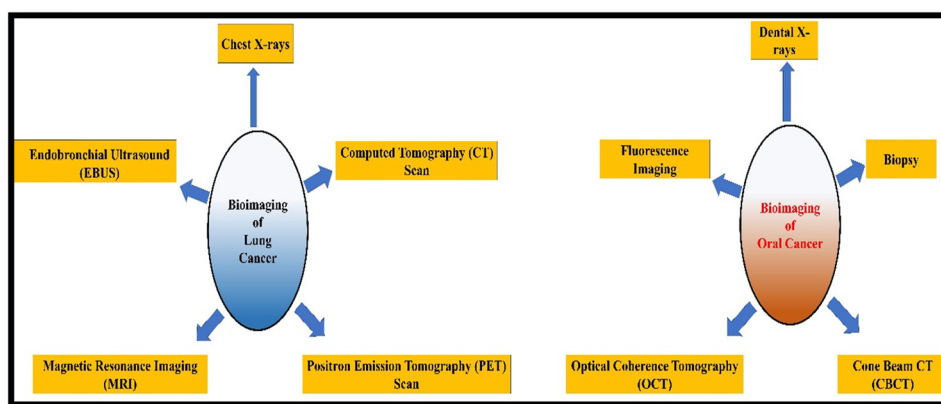 Chest X-rays
Endobronchial Ultrasound
(EBUS)
Computed Tomography (CT)
Scan
Bioimaging
of
Lung
Cancer
Magnetic Resonance Imaging
(MRI)
Positron Emission Tomography (PET)
Scan
Dental X-
rays
Fluorescence
Imaging
Biopsy
Bioimaging
of
Oral Cancer
Optical Coherence Tomography
(OCT)
Cone Beam CT
(CBCT)